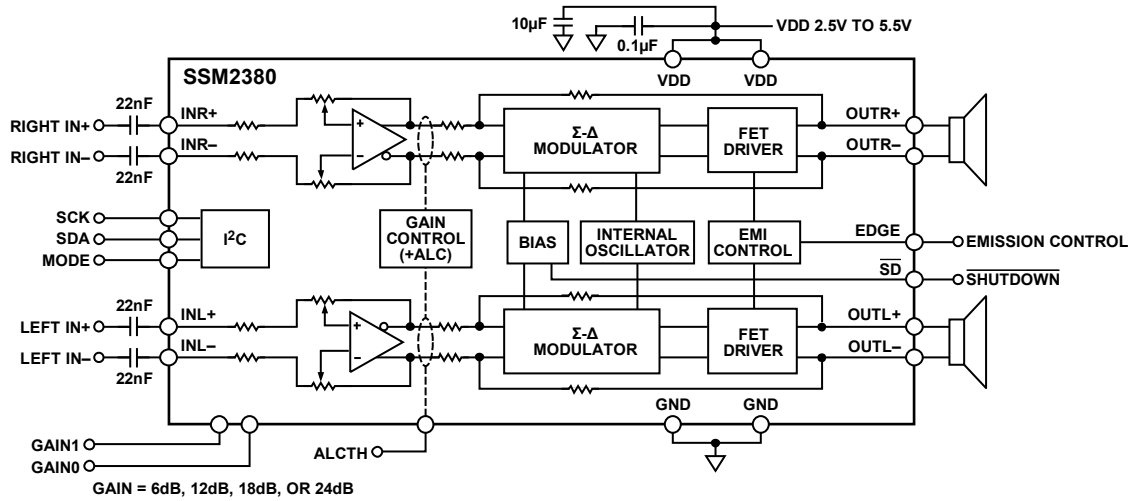 10µF
0.1µF
VDD 2.5V TO 5.5V
SSM2380
VDD
VDD
22nF
RIGHT IN+
INR+
RIGHT IN–
INR–
22nF
Σ-Δ
MODULATOR
FET
DRIVER
OUTR+
OUTR–
SCK
SDA
MODE
I²C
GAIN
CONTROL
(+ALC)
BIAS
INTERNAL
OSCILLATOR
EMI
CONTROL
EDGE
EMISSION CONTROL
SD
SHUTDOWN
22nF
LEFT IN+
INL+
LEFT IN–
INL–
22nF
Σ-Δ
MODULATOR
FET
DRIVER
OUTL+
OUTL–
GND
GND
GAIN1
GAIN0
ALCTH
GAIN = 6dB, 12dB, 18dB, OR 24dB